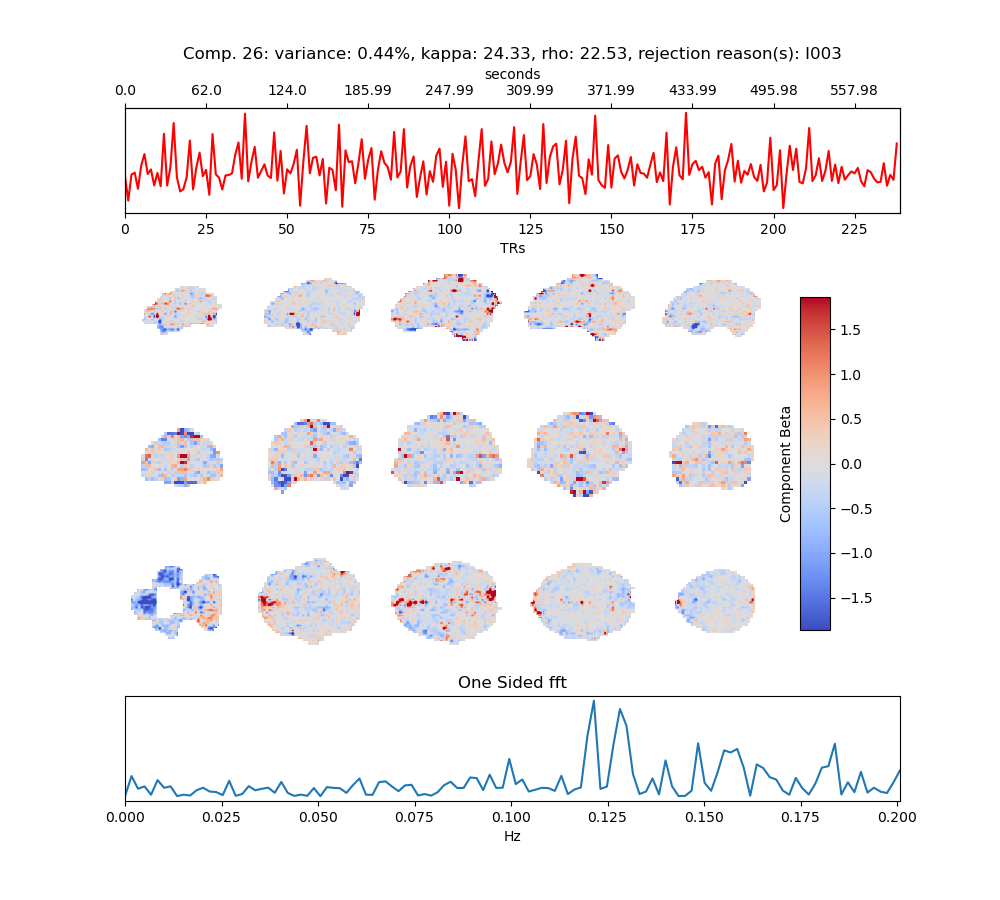 Comp. 26: variance: 0.44%, kappa: 24.33, rho: 22.53, rejection reason(s): I003
seconds
0.0 62.0 124.0 185.99 247.99 309.99 371.99 433.99 495.98 557.98
0 25 50 75 100 125 150 175 200 225
TRs
1.5
1.0
0.5
0.0
−0.5
−1.0
−1.5
Component Beta
One Sided fft
0.000 0.025 0.050 0.075 0.100 0.125 0.150 0.175 0.200
Hz